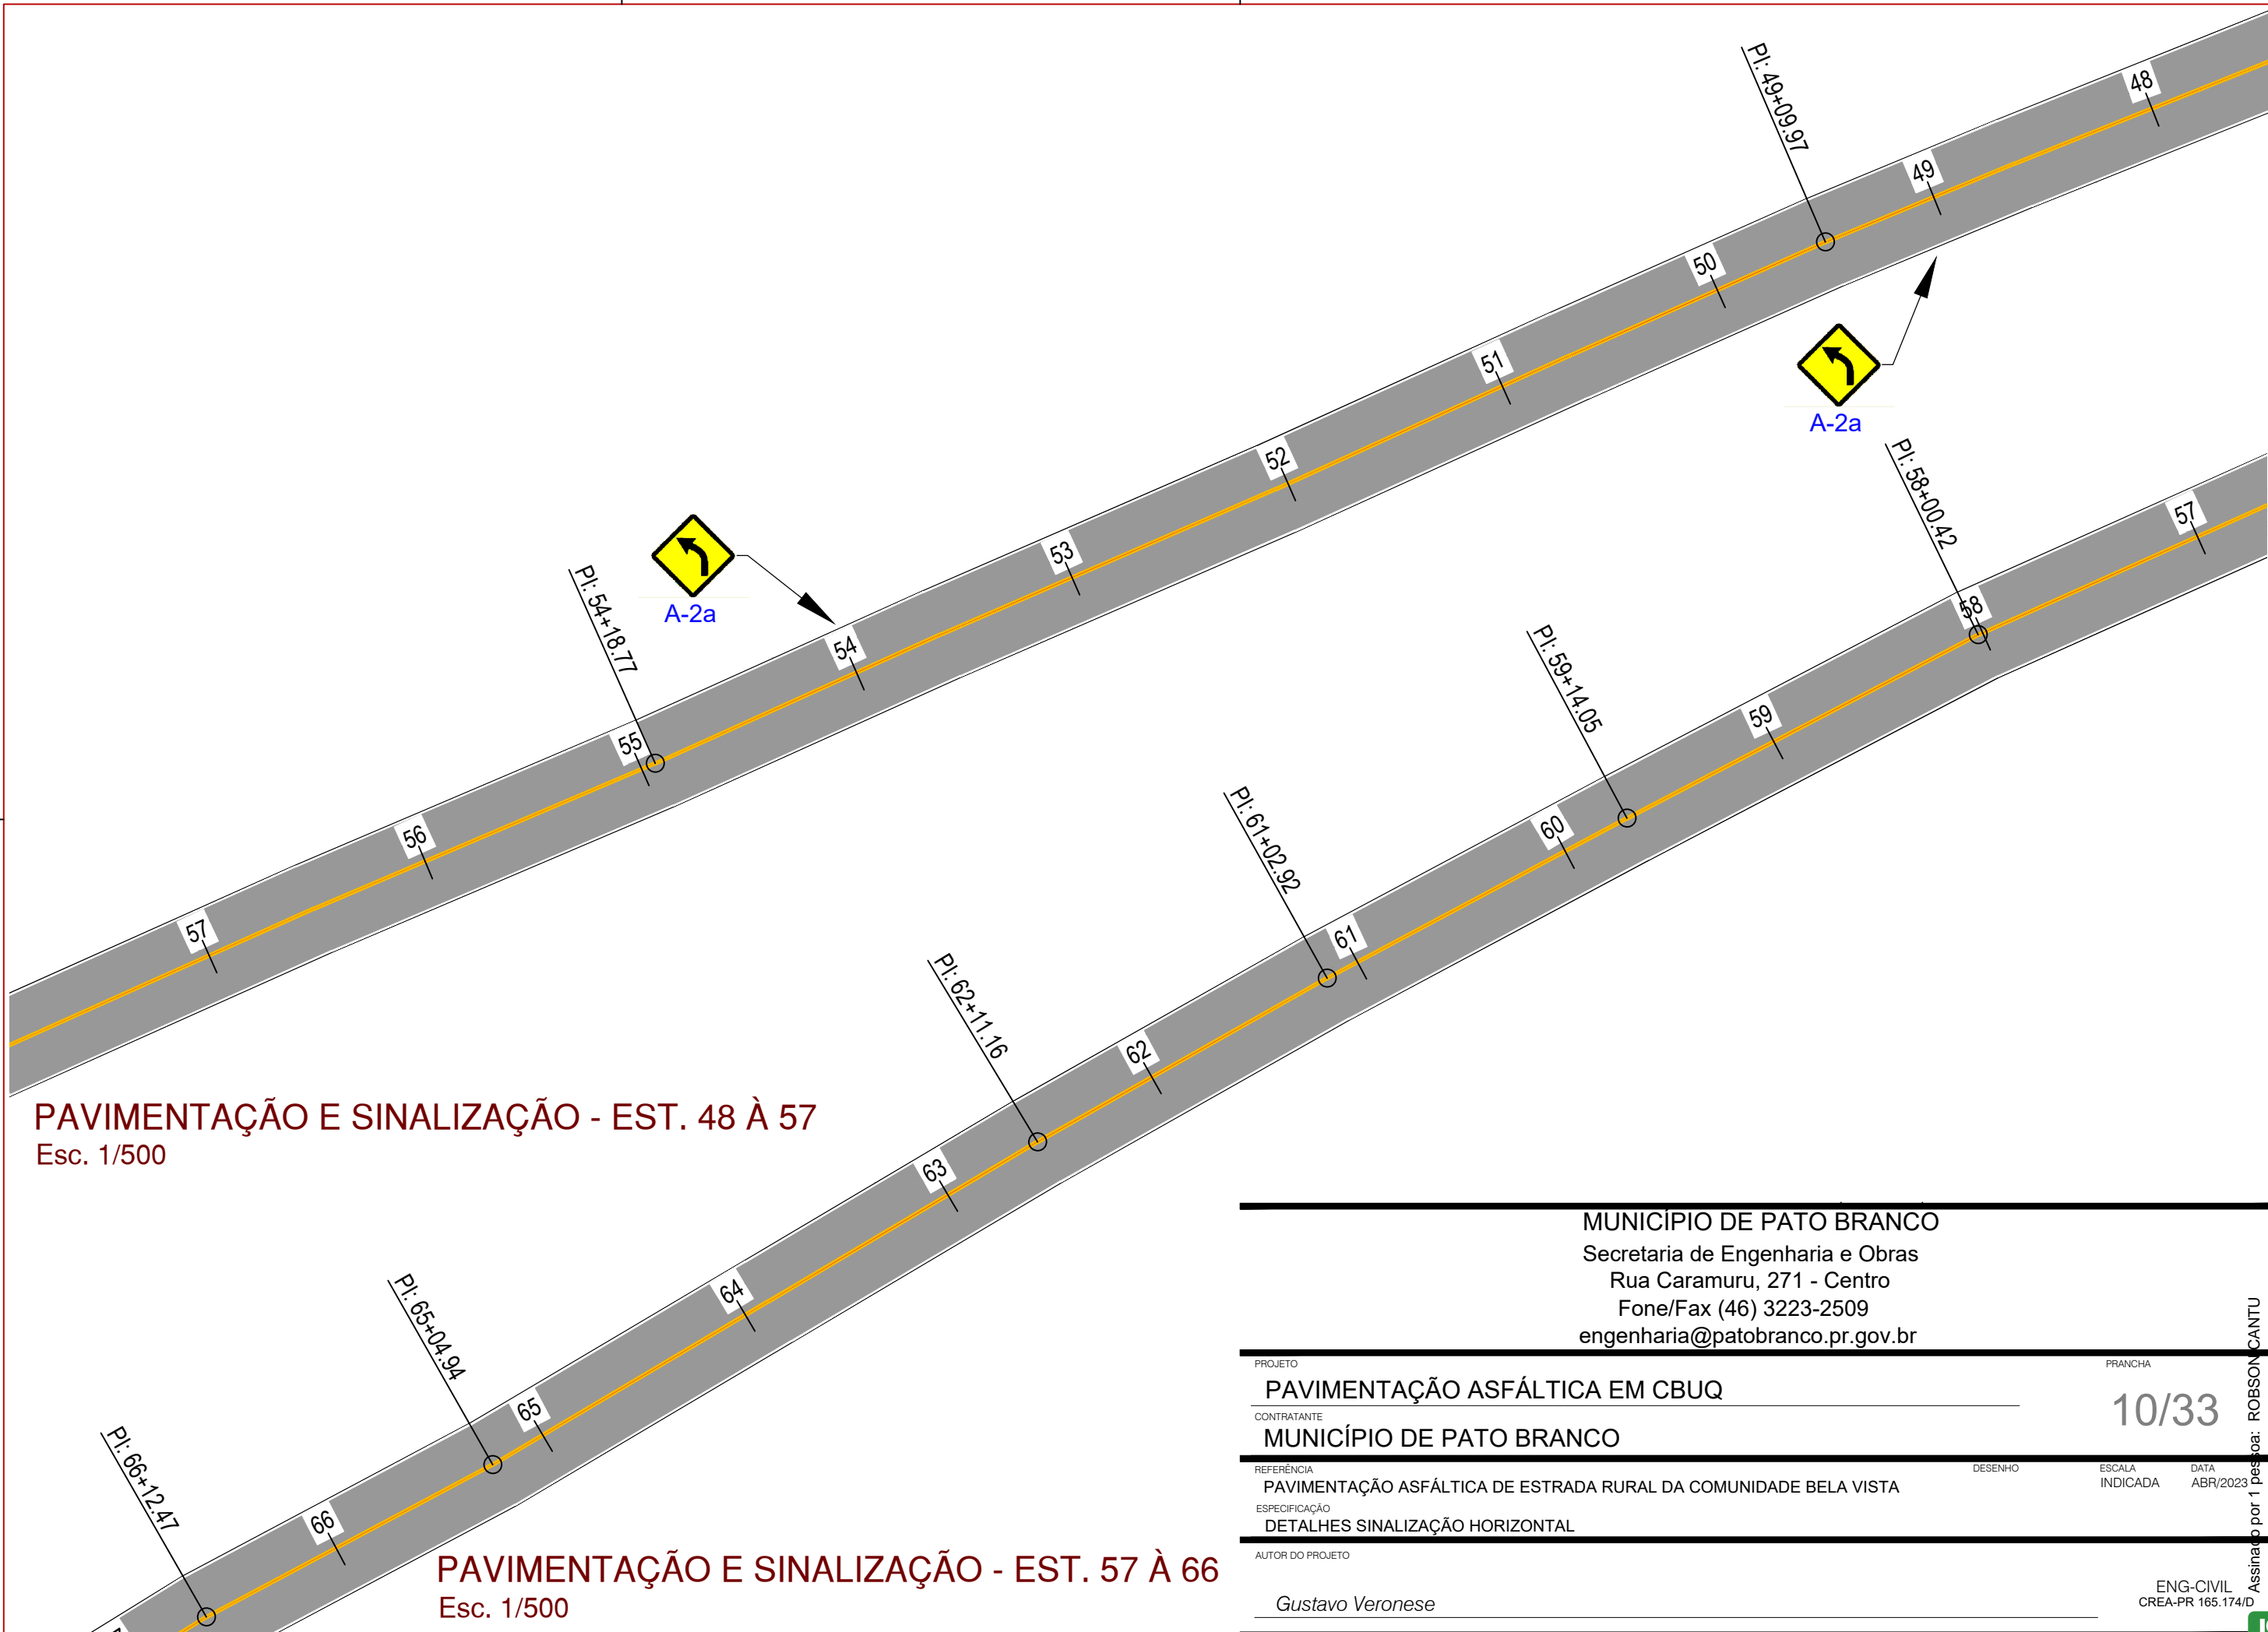 PI: 49+09.97
48
49
50
51
52
53
54
55
56
57
A-2a
A-2a
PI: 54+18.77
PI: 58+00.42
57
58
59
60
61
62
63
64
65
66
PI: 59+14.05
PI: 61+02.92
PI: 62+11.16
PI: 65+04.94
PI: 66+12.47
PAVIMENTAÇÃO E SINALIZAÇÃO - EST. 48 À 57
Esc. 1/500
PAVIMENTAÇÃO E SINALIZAÇÃO - EST. 57 À 66
Esc. 1/500
MUNICÍPIO DE PATO BRANCO
Secretaria de Engenharia e Obras
Rua Caramuru, 271 - Centro
Fone/Fax (46) 3223-2509
engenharia@patobranco.pr.gov.br
PROJETO
PAVIMENTAÇÃO ASFÁLTICA EM CBUQ
PRANCHA
10/33
CONTRATANTE
MUNICÍPIO DE PATO BRANCO
REFERÊNCIA
PAVIMENTAÇÃO ASFÁLTICA DE ESTRADA RURAL DA COMUNIDADE BELA VISTA
DESENHO
ESCALA
INDICADA
DATA
ABR/2023
ESPECIFICAÇÃO
DETALHES SINALIZAÇÃO HORIZONTAL
AUTOR DO PROJETO
Gustavo Veronese
ENG-CIVIL
CREA-PR 165.174/D
Assinado por 1 pessoa: ROBSON CANTU